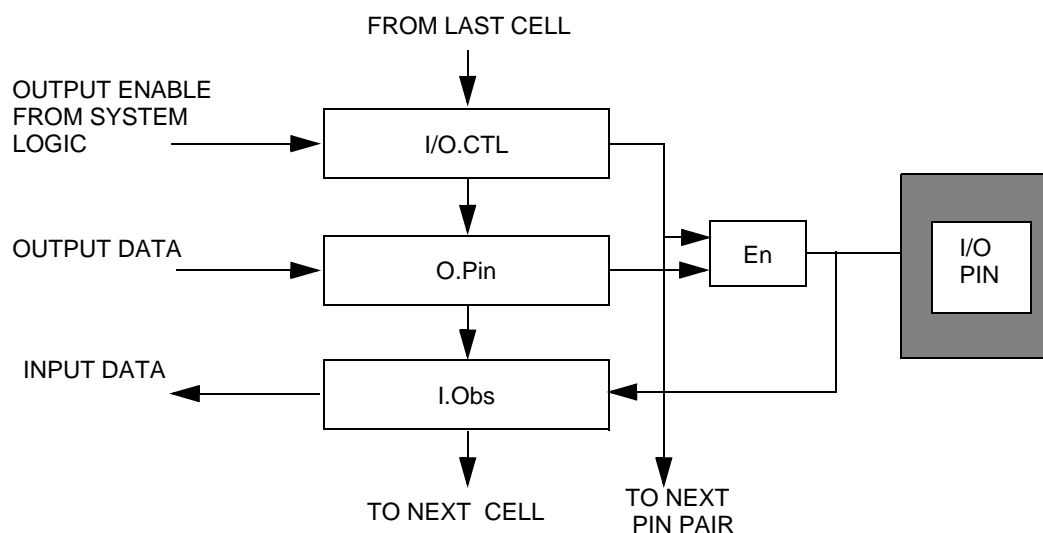 FROM LAST CELL
OUTPUT ENABLE
FROM SYSTEM
LOGIC
I/O.CTL
OUTPUT DATA
O.Pin
En
I/O
PIN
INPUT DATA
I.Obs
TO NEXT CELL
TO NEXT
PIN PAIR